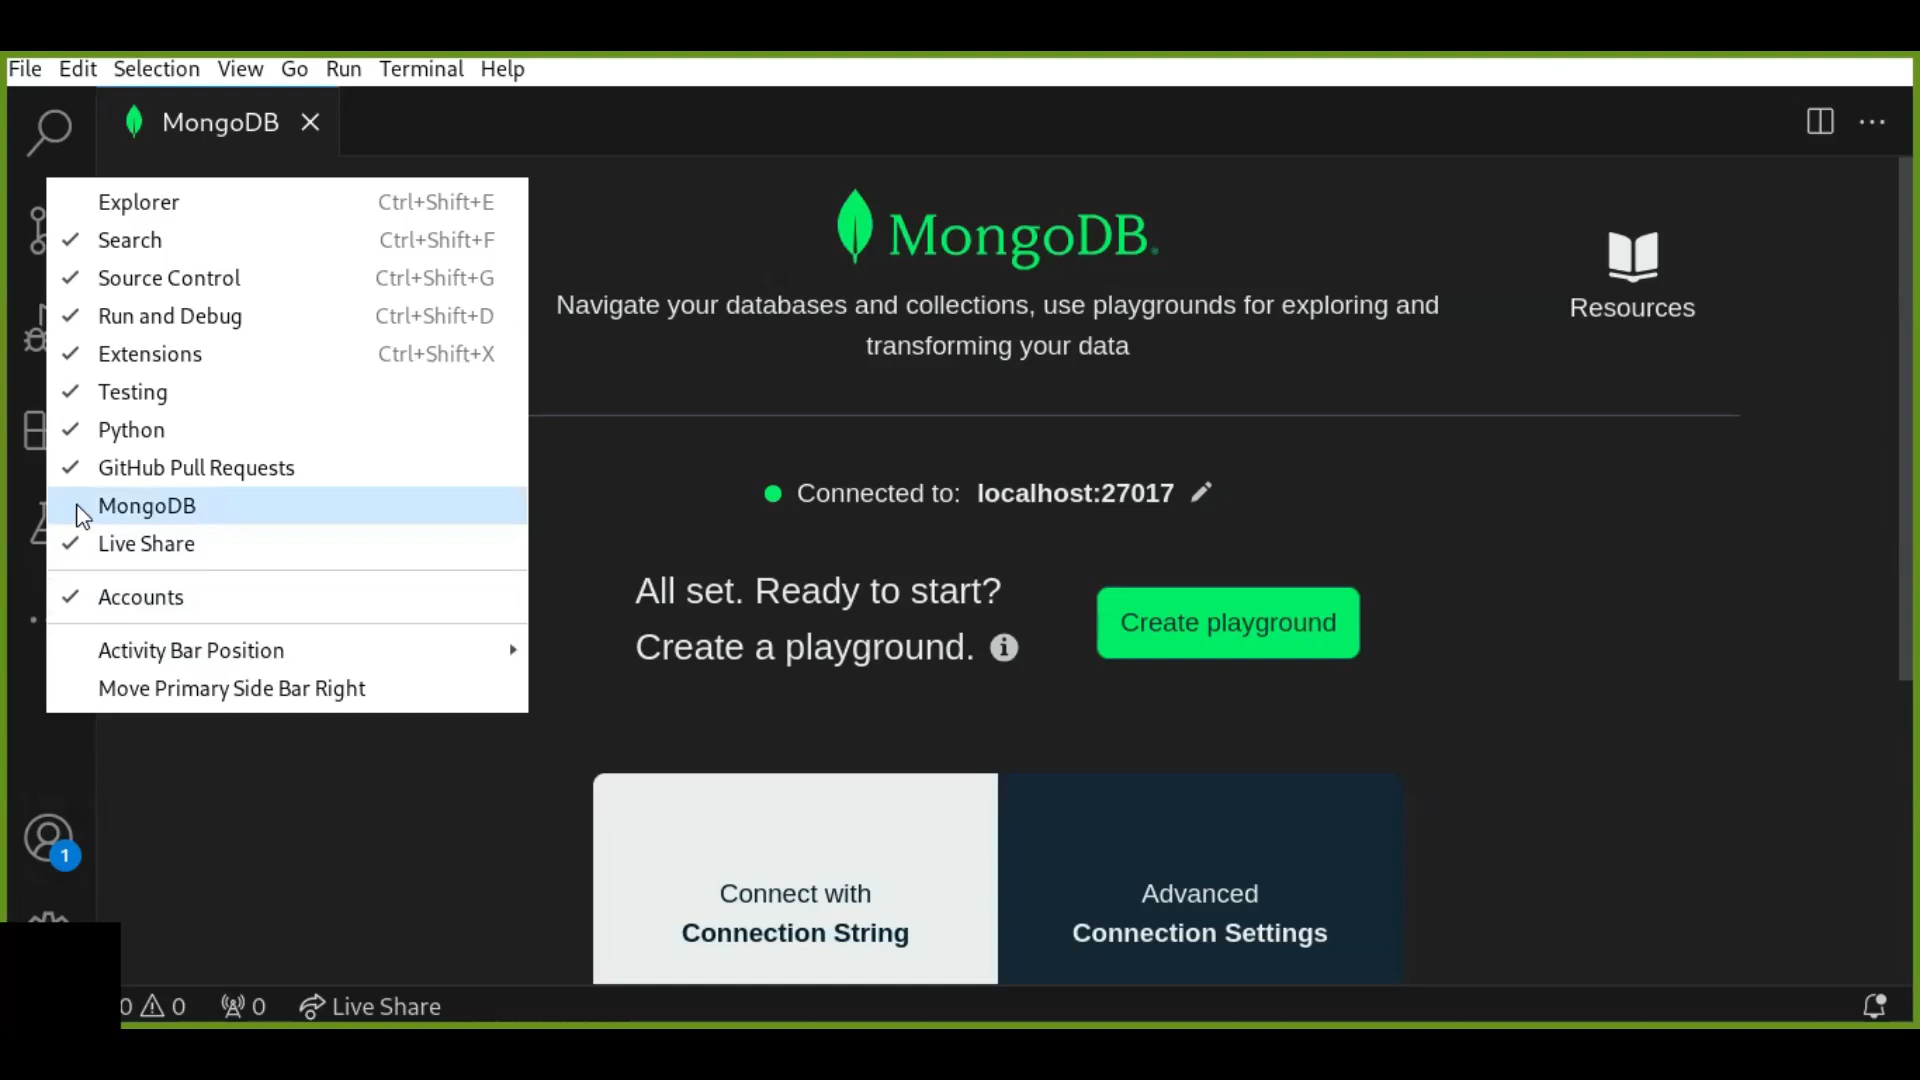 File Edit Selection View Go Run Terminal Help
MongoDB
Explorer Ctrl+Shift+E
Search Ctrl+Shift+F
Source Control Ctrl+Shift+G
Run and Debug Ctrl+Shift+D
Extensions Ctrl+Shift+X
Testing
Python
GitHub Pull Requests
MongoDB
Live Share
Accounts
Activity Bar Position
Move Primary Side Bar Right
MongoDB.
Navigate your databases and collections, use playgrounds for exploring and
transforming your data
Resources
Connected to: localhost:27017
All set. Ready to start?
Create a playground.
Create playground
Connect with
Connection String
Advanced
Connection Settings
1
0 0 0 Live Share